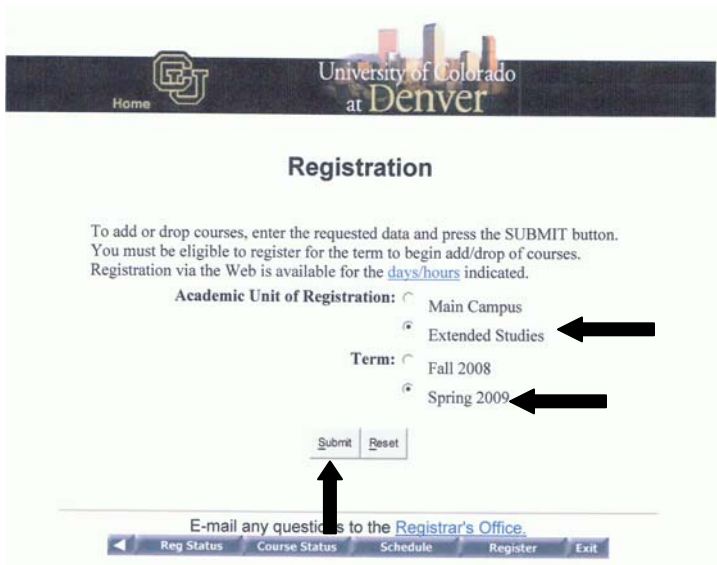 Home
CU
University of Colorado
at Denver
Registration
To add or drop courses, enter the requested data and press the SUBMIT button.
You must be eligible to register for the term to begin add/drop of courses.
Registration via the Web is available for the days/hours indicated.
Academic Unit of Registration:
Main Campus
Extended Studies
Term:
Fall 2008
Spring 2009
Submit Reset
E-mail any questions to the Registrar's Office.
Reg Status Course Status Schedule Register Exit